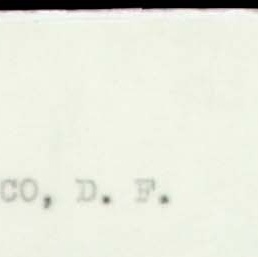 CO, D. F.